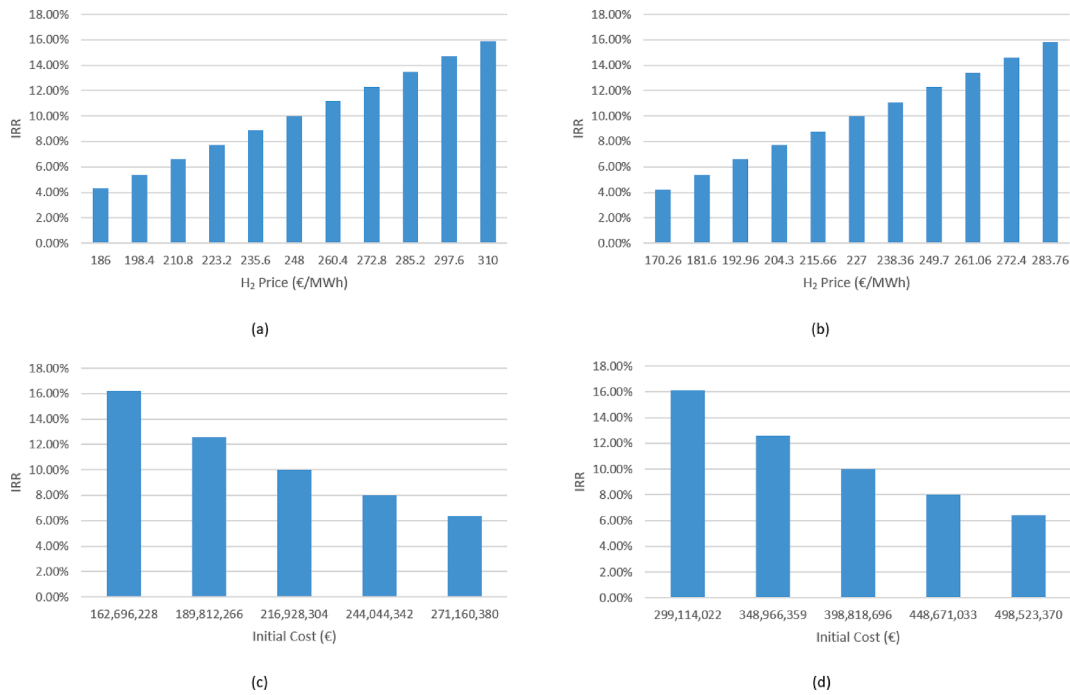 18.00%
16.00%
14.00%
12.00%
10.00%
8.00%
6.00%
4.00%
2.00%
0.00%
IRR
186 198.4 210.8 223.2 235.6 248 260.4 272.8 285.2 297.6 310
H₂ Price (€/MWh)
(a)
18.00%
16.00%
14.00%
12.00%
10.00%
8.00%
6.00%
4.00%
2.00%
0.00%
IRR
170.26 181.6 192.96 204.3 215.66 227 238.36 249.7 261.06 272.4 283.76
H₂ Price (€/MWh)
(b)
18.00%
16.00%
14.00%
12.00%
10.00%
8.00%
6.00%
4.00%
2.00%
0.00%
IRR
162,696,228 189,812,266 216,928,304 244,044,342 271,160,380
Initial Cost (€)
(c)
18.00%
16.00%
14.00%
12.00%
10.00%
8.00%
6.00%
4.00%
2.00%
0.00%
IRR
299,114,022 348,966,359 398,818,696 448,671,033 498,523,370
Initial Cost (€)
(d)